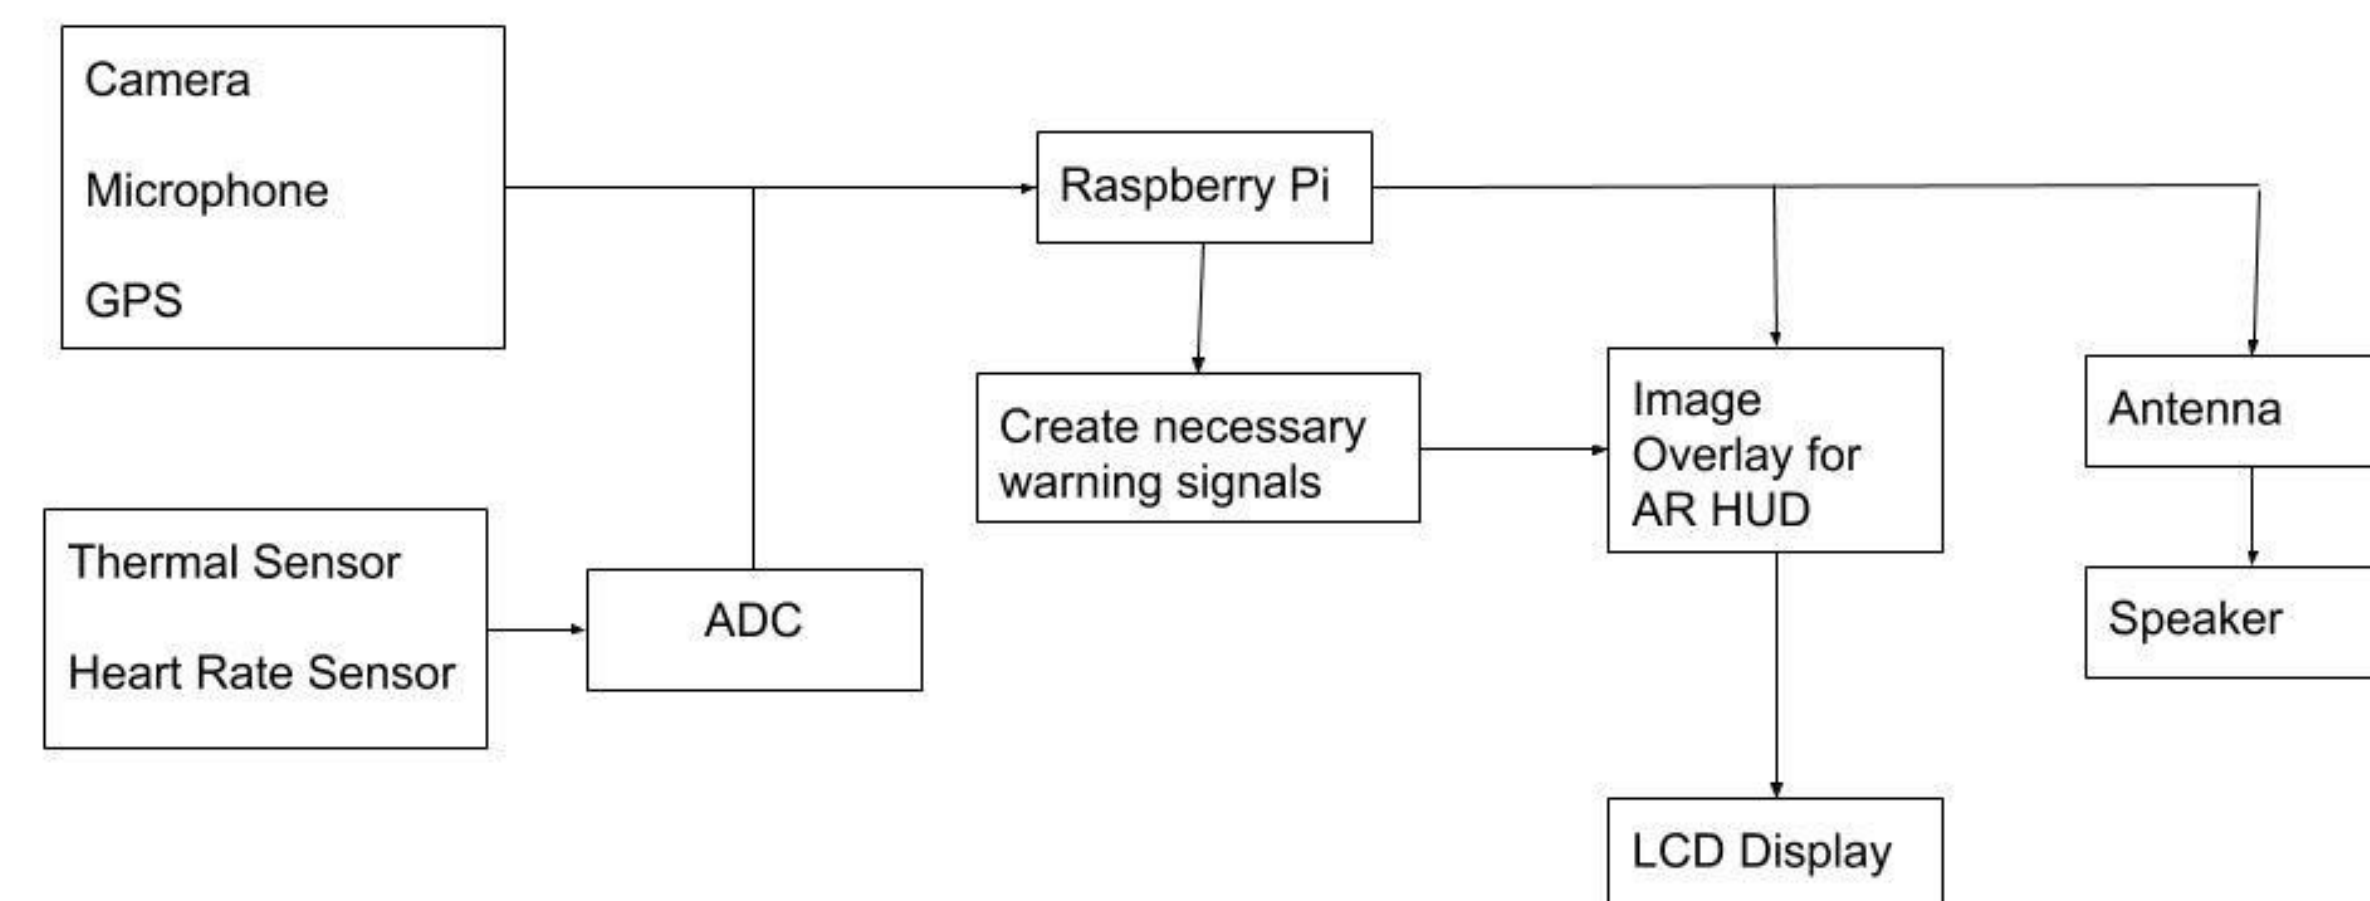 Camera
Microphone
GPS
Raspberry Pi
Create necessary
warning signals
Image
Overlay for
AR HUD
Antenna
Speaker
Thermal Sensor
Heart Rate Sensor
ADC
LCD Display